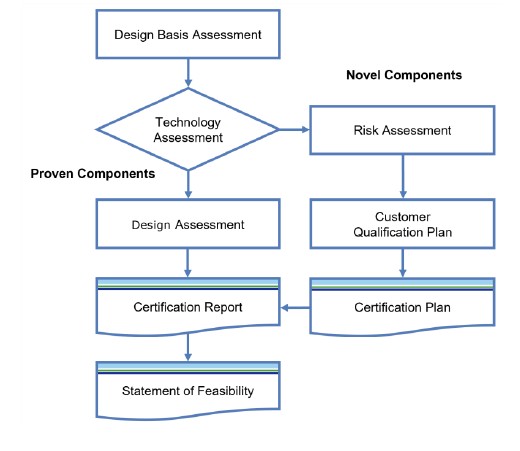 Design Basis Assessment
Novel Components
Technology
Assessment
Risk Assessment
Proven Components
Design Assessment
Customer
Qualification Plan
Certification Report
Certification Plan
Statement of Feasibility